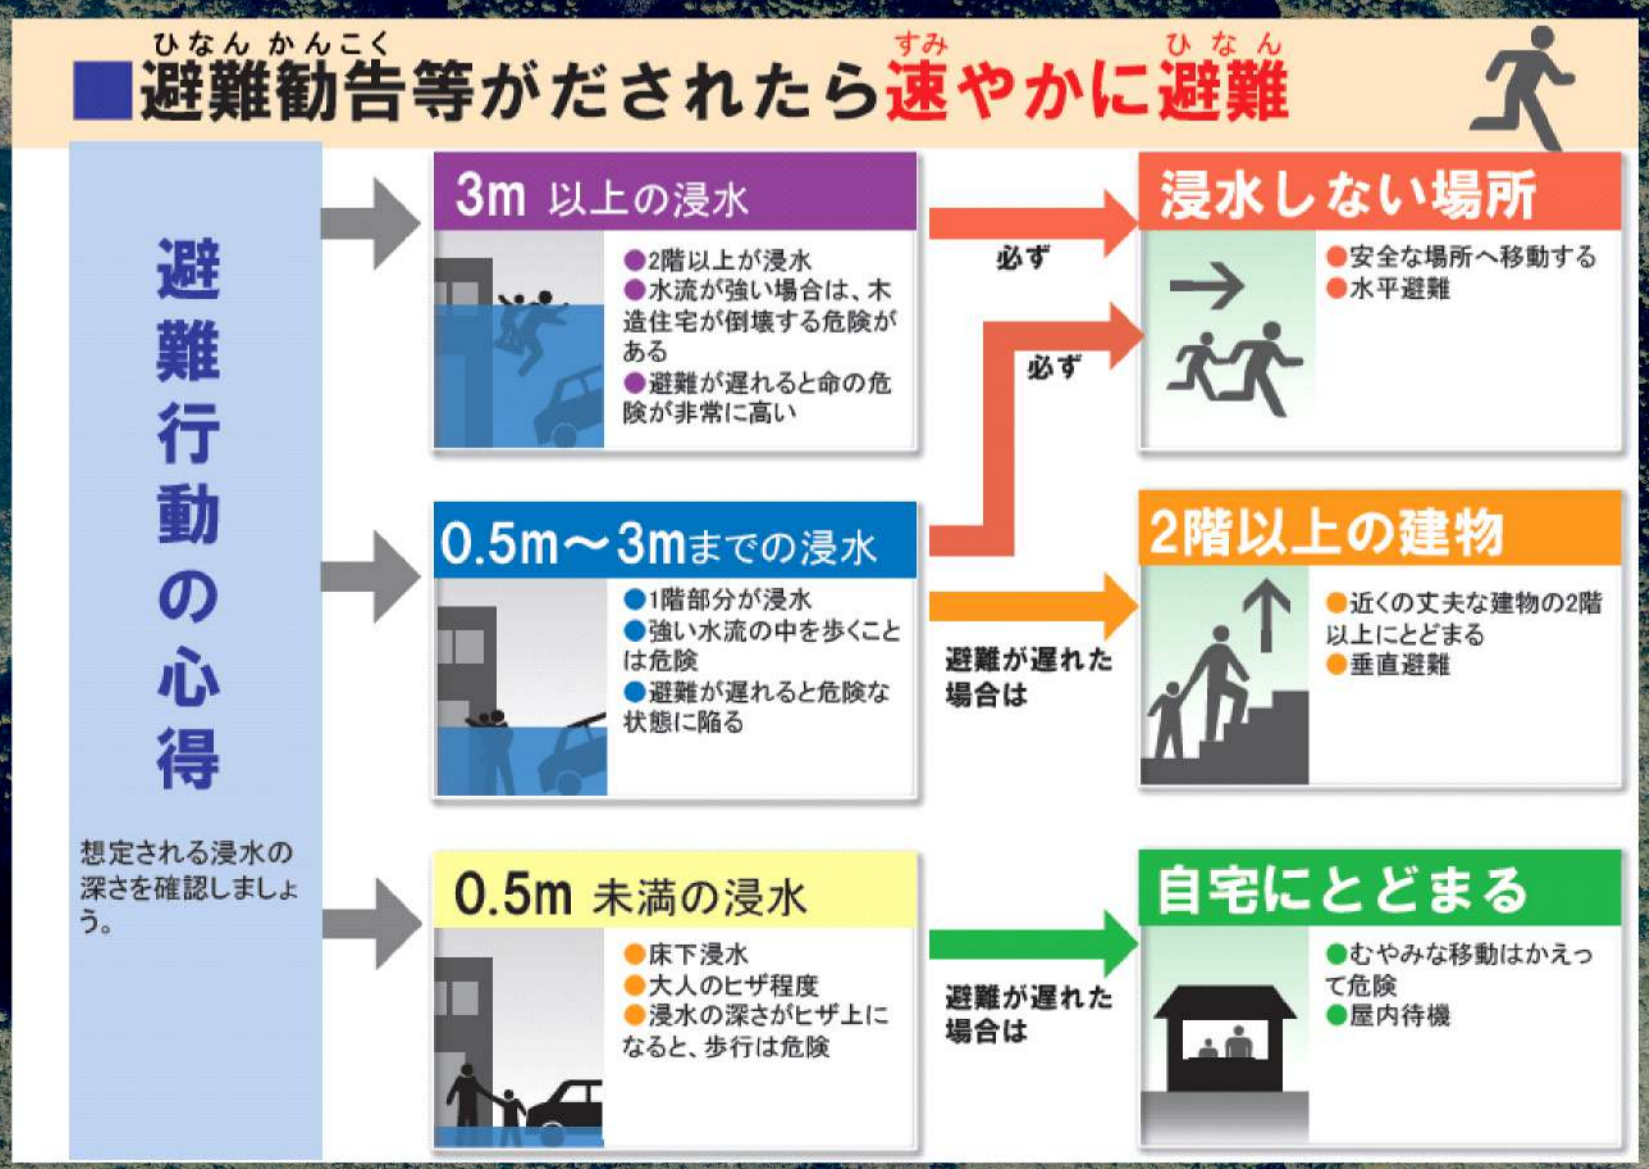 ひなんかんこく すみ ひなん
■避難勧告等がだされたら速やかに避難
避難行動の心得
想定される浸水の
深さを確認しましょ
う。
3m 以上の浸水
●2階以上が浸水
●水流が強い場合は、木
造住宅が倒壊する危険が
ある
●避難が遅れると命の危
険が非常に高い
必ず
必ず
浸水しない場所
●安全な場所へ移動する
●水平避難
0.5m～3mまでの浸水
●1階部分が浸水
●強い水流の中を歩くこと
は危険
●避難が遅れると危険な
状態に陥る
避難が遅れた
場合は
2階以上の建物
●近くの丈夫な建物の2階
以上にとどまる
●垂直避難
0.5m 未満の浸水
●床下浸水
●大人のヒザ程度
●浸水の深さがヒザ上に
なると、歩行は危険
避難が遅れた
場合は
自宅にとどまる
●むやみな移動はかえっ
て危険
●屋内待機